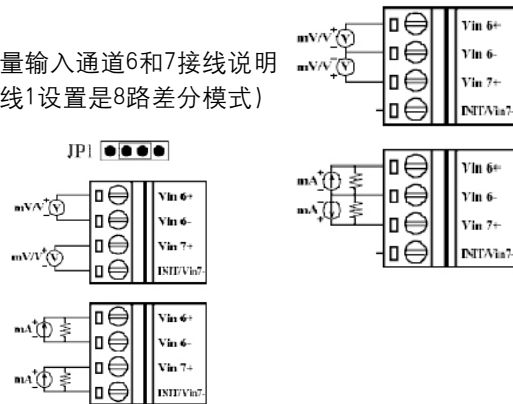 量输入通道6和7接线说明
线1设置是8路差分模式)
JP1
mV/V
Vin 6+
Vin 6-
mV/V
Vin 7+
INIT/Vin7-
mA
Vin 6+
Vin 6-
mA
Vin 7+
INIT/Vin7-
mV/V
Vin 6+
mV/V
Vin 6-
Vin 7+
INIT/Vin7-
mA
Vin 6+
mA
Vin 6-
Vin 7+
INIT/Vin7-